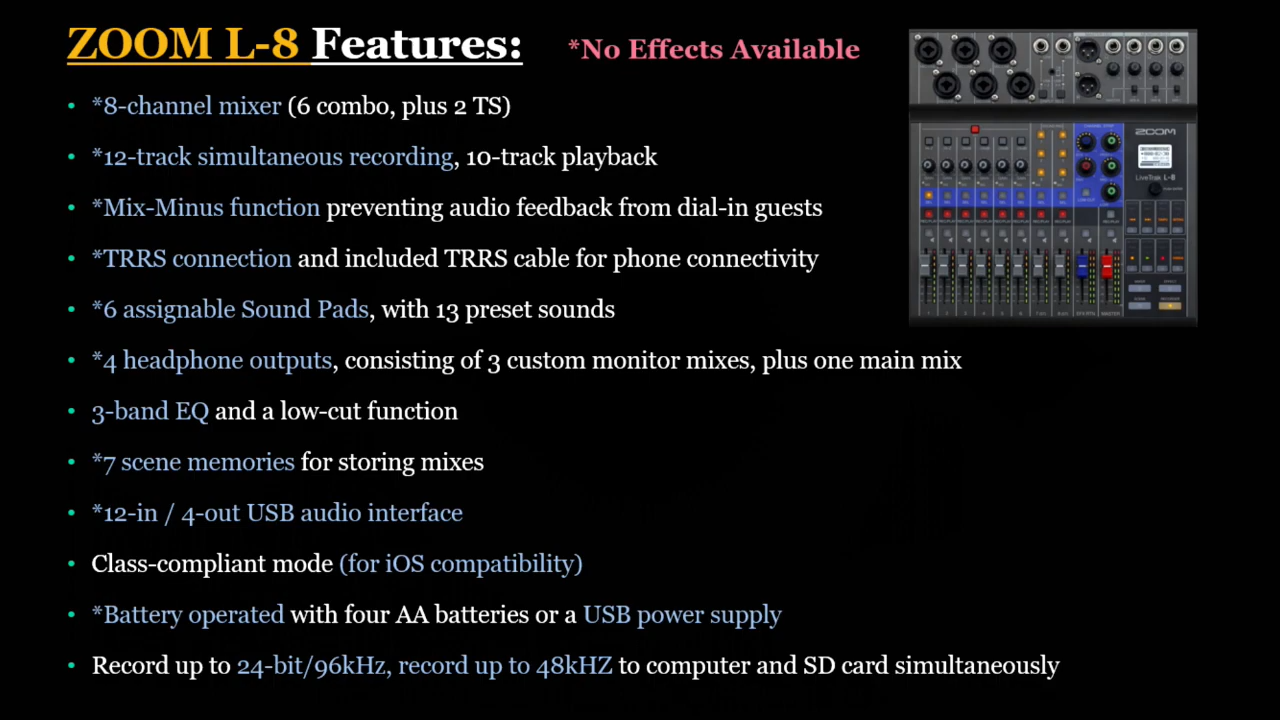 ZOOM L-8 Features: *No Effects Available
• *8-channel mixer (6 combo, plus 2 TS)
• *12-track simultaneous recording, 10-track playback
• *Mix-Minus function preventing audio feedback from dial-in guests
• *TRRS connection and included TRRS cable for phone connectivity
• *6 assignable Sound Pads, with 13 preset sounds
• *4 headphone outputs, consisting of 3 custom monitor mixes, plus one main mix
• 3-band EQ and a low-cut function
• *7 scene memories for storing mixes
• *12-in / 4-out USB audio interface
• Class-compliant mode (for iOS compatibility)
• *Battery operated with four AA batteries or a USB power supply
• Record up to 24-bit/96kHz, record up to 48kHZ to computer and SD card simultaneously
ZOOM
LiveTrak L-8